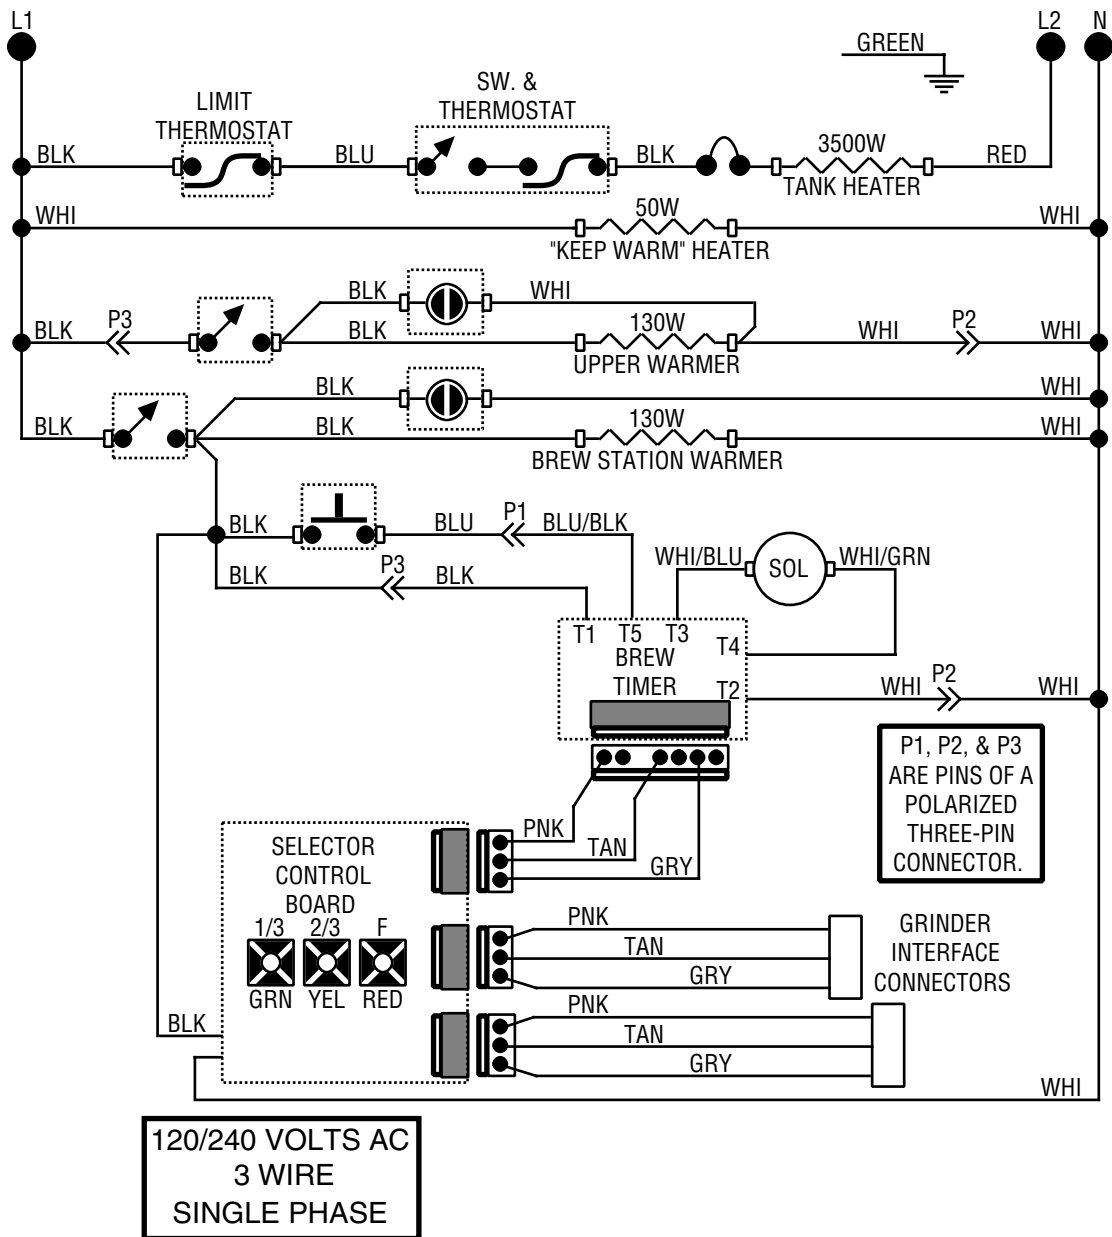 L1
L2
N
GREEN
SW. &
THERMOSTAT
LIMIT
THERMOSTAT
BLK
BLU
BLK
3500W
TANK HEATER
RED
WHI
50W
"KEEP WARM" HEATER
WHI
BLK
WHI
BLK
P3
BLK
130W
UPPER WARMER
WHI
P2
WHI
BLK
WHI
BLK
BLK
130W
BREW STATION WARMER
WHI
BLK
BLU
P1
BLU/BLK
WHI/BLU
SOL
WHI/GRN
BLK
P3
BLK
T1
T5
T3
T4
BREW
TIMER
T2
WHI
P2
WHI
P1, P2, & P3
ARE PINS OF A
POLARIZED
THREE-PIN
CONNECTOR.
PNK
TAN
GRY
SELECTOR
CONTROL
BOARD
1/3
2/3
F
GRN
YEL
RED
PNK
TAN
GRY
GRINDER
INTERFACE
CONNECTORS
PNK
TAN
GRY
BLK
WHI
120/240 VOLTS AC
3 WIRE
SINGLE PHASE